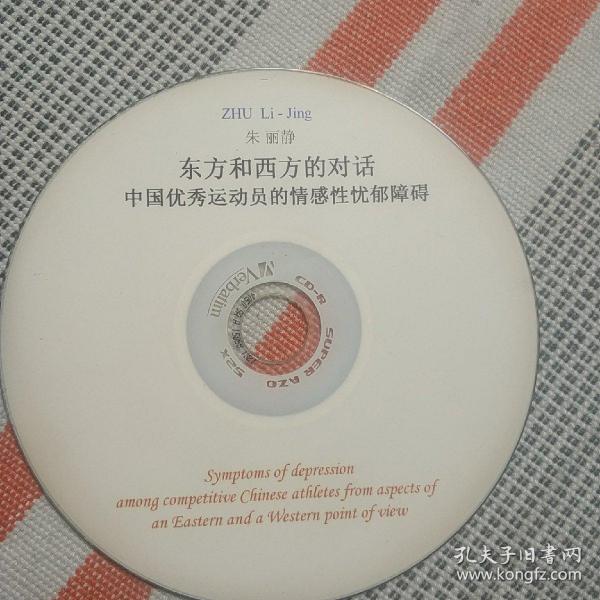 ZHU Li - Jing
朱 丽静
东方和西方的对话
中国优秀运动员的情感性忧郁障碍
Verbatim
CD-R
SUPER AZO
52X
Symptoms of depression
among competitive Chinese athletes from aspects of
an Eastern and a Western point of view
孔夫子旧书网
www.kongfz.com